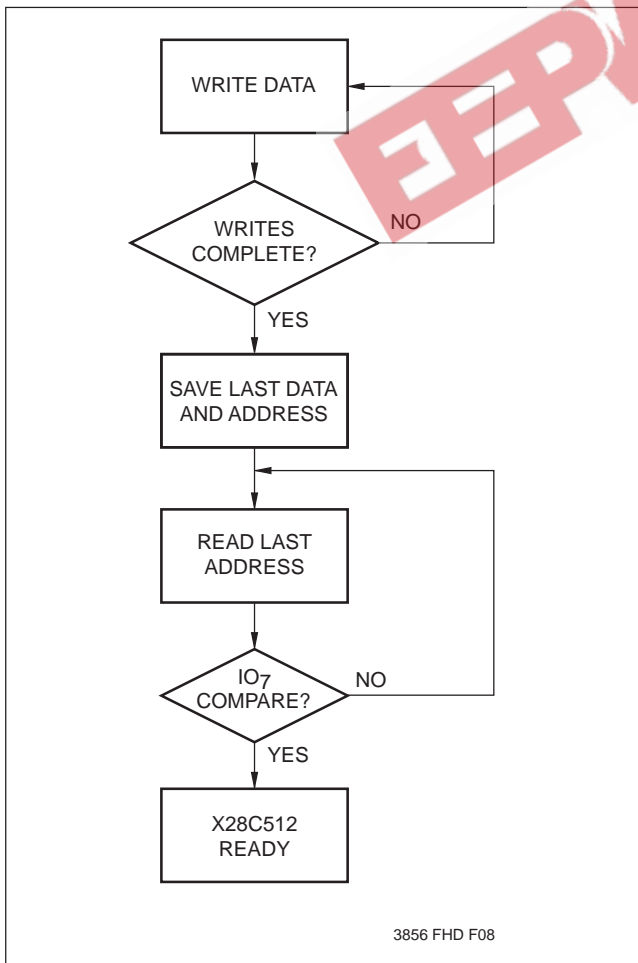 WRITE DATA
WRITES
COMPLETE?
NO
YES
SAVE LAST DATA
AND ADDRESS
READ LAST
ADDRESS
IO7
COMPARE?
NO
YES
X28C512
READY
3856 FHD F08